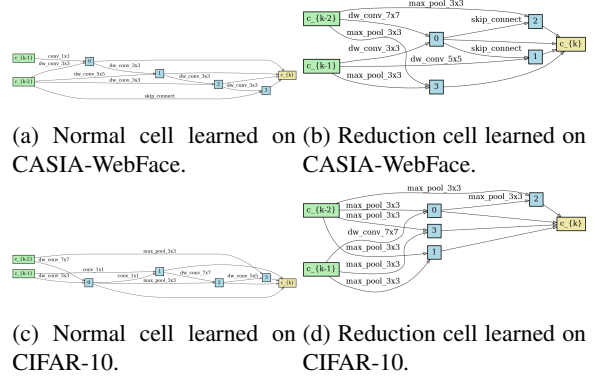 max_pool_3x3
c_{k-2}
dw_conv_7x7
max_pool_3x3
skip_connect
2
0
c_{k}
dw_conv_3x3
skip_connect
c_{k-1}
dw_conv_5x5
1
max_pool_3x3
3
c_{k-1}
conv_1x1
0
dw_conv_3x3
dw_conv_3x3
c_{k-2}
dw_conv_5x5
1
dw_conv_3x3
c_{k}
dw_conv_3x3
2
dw_conv_3x3
skip_connect
3
(a) Normal cell learned on
CASIA-WebFace.
(b) Reduction cell learned on
CASIA-WebFace.
max_pool_3x3
c_{k-2}
max_pool_3x3
0
max_pool_3x3
2
max_pool_3x3
3
c_{k}
dw_conv_7x7
max_pool_3x3
1
c_{k-1}
max_pool_3x3
max_pool_3x3
max_pool_3x3
c_{k-2}
dw_conv_7x7
c_{k-1}
dw_conv_3x3
conv_1x1
0
conv_1x1
1
dw_conv_7x7
max_pool_3x3
2
dw_conv_5x5
3
c_{k}
(c) Normal cell learned on
CIFAR-10.
(d) Reduction cell learned on
CIFAR-10.